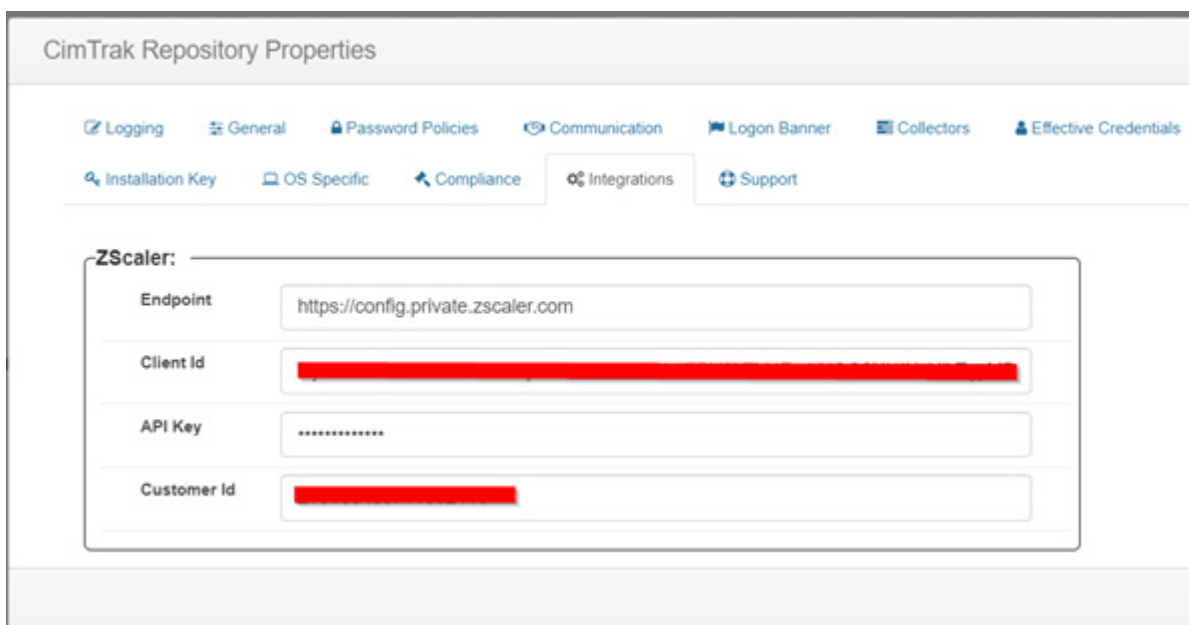 CimTrak Repository Properties
Logging General Password Policies Communication Logon Banner Collectors Effective Credentials
Installation Key OS Specific Compliance Integrations Support
ZScaler:
Endpoint https://config.private.zscaler.com
Client Id
API Key •••••••••••••
Customer Id